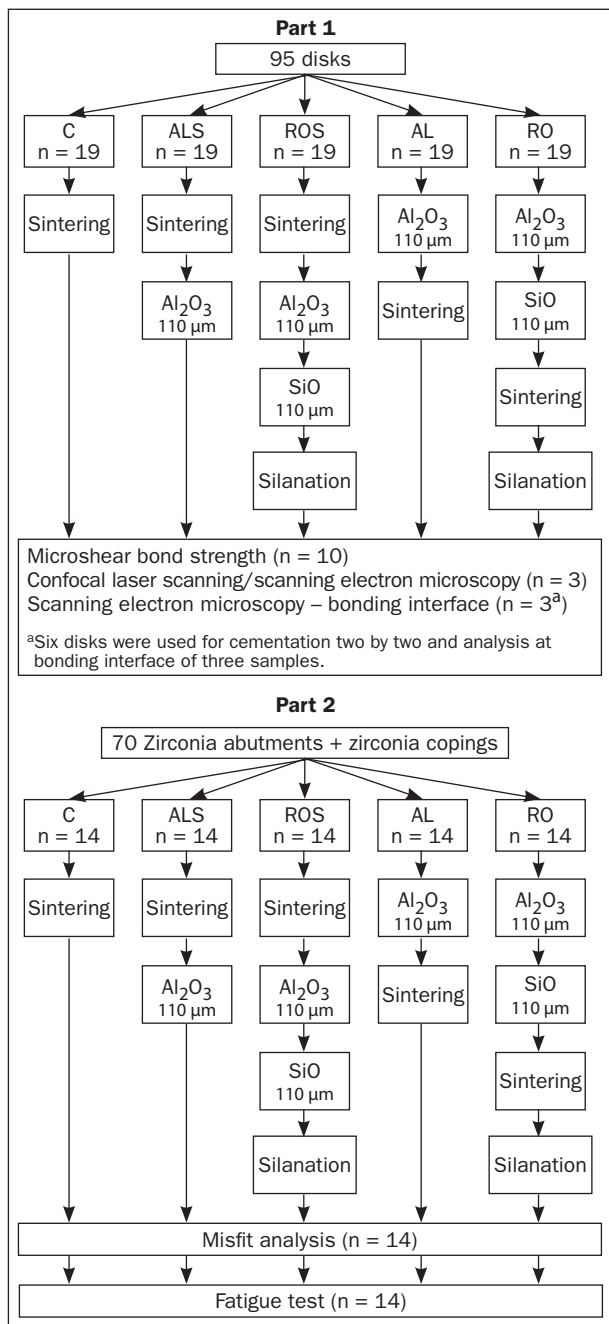 Part 1
95 disks
C
n = 19
ALS
n = 19
ROS
n = 19
AL
n = 19
RO
n = 19
Sintering
Sintering
Al₂O₃
110 µm
Sintering
Al₂O₃
110 µm
SiO
110 µm
Silanation
Al₂O₃
110 µm
Sintering
Al₂O₃
110 µm
SiO
110 µm
Sintering
Silanation
Microshear bond strength (n = 10)
Confocal laser scanning/scanning electron microscopy (n = 3)
Scanning electron microscopy – bonding interface (n = 3ᵃ)
ᵃSix disks were used for cementation two by two and analysis at
bonding interface of three samples.
Part 2
70 Zirconia abutments + zirconia copings
C
n = 14
ALS
n = 14
ROS
n = 14
AL
n = 14
RO
n = 14
Sintering
Sintering
Al₂O₃
110 µm
Sintering
Al₂O₃
110 µm
SiO
110 µm
Silanation
Al₂O₃
110 µm
Sintering
Al₂O₃
110 µm
SiO
110 µm
Sintering
Silanation
Misfit analysis (n = 14)
Fatigue test (n = 14)